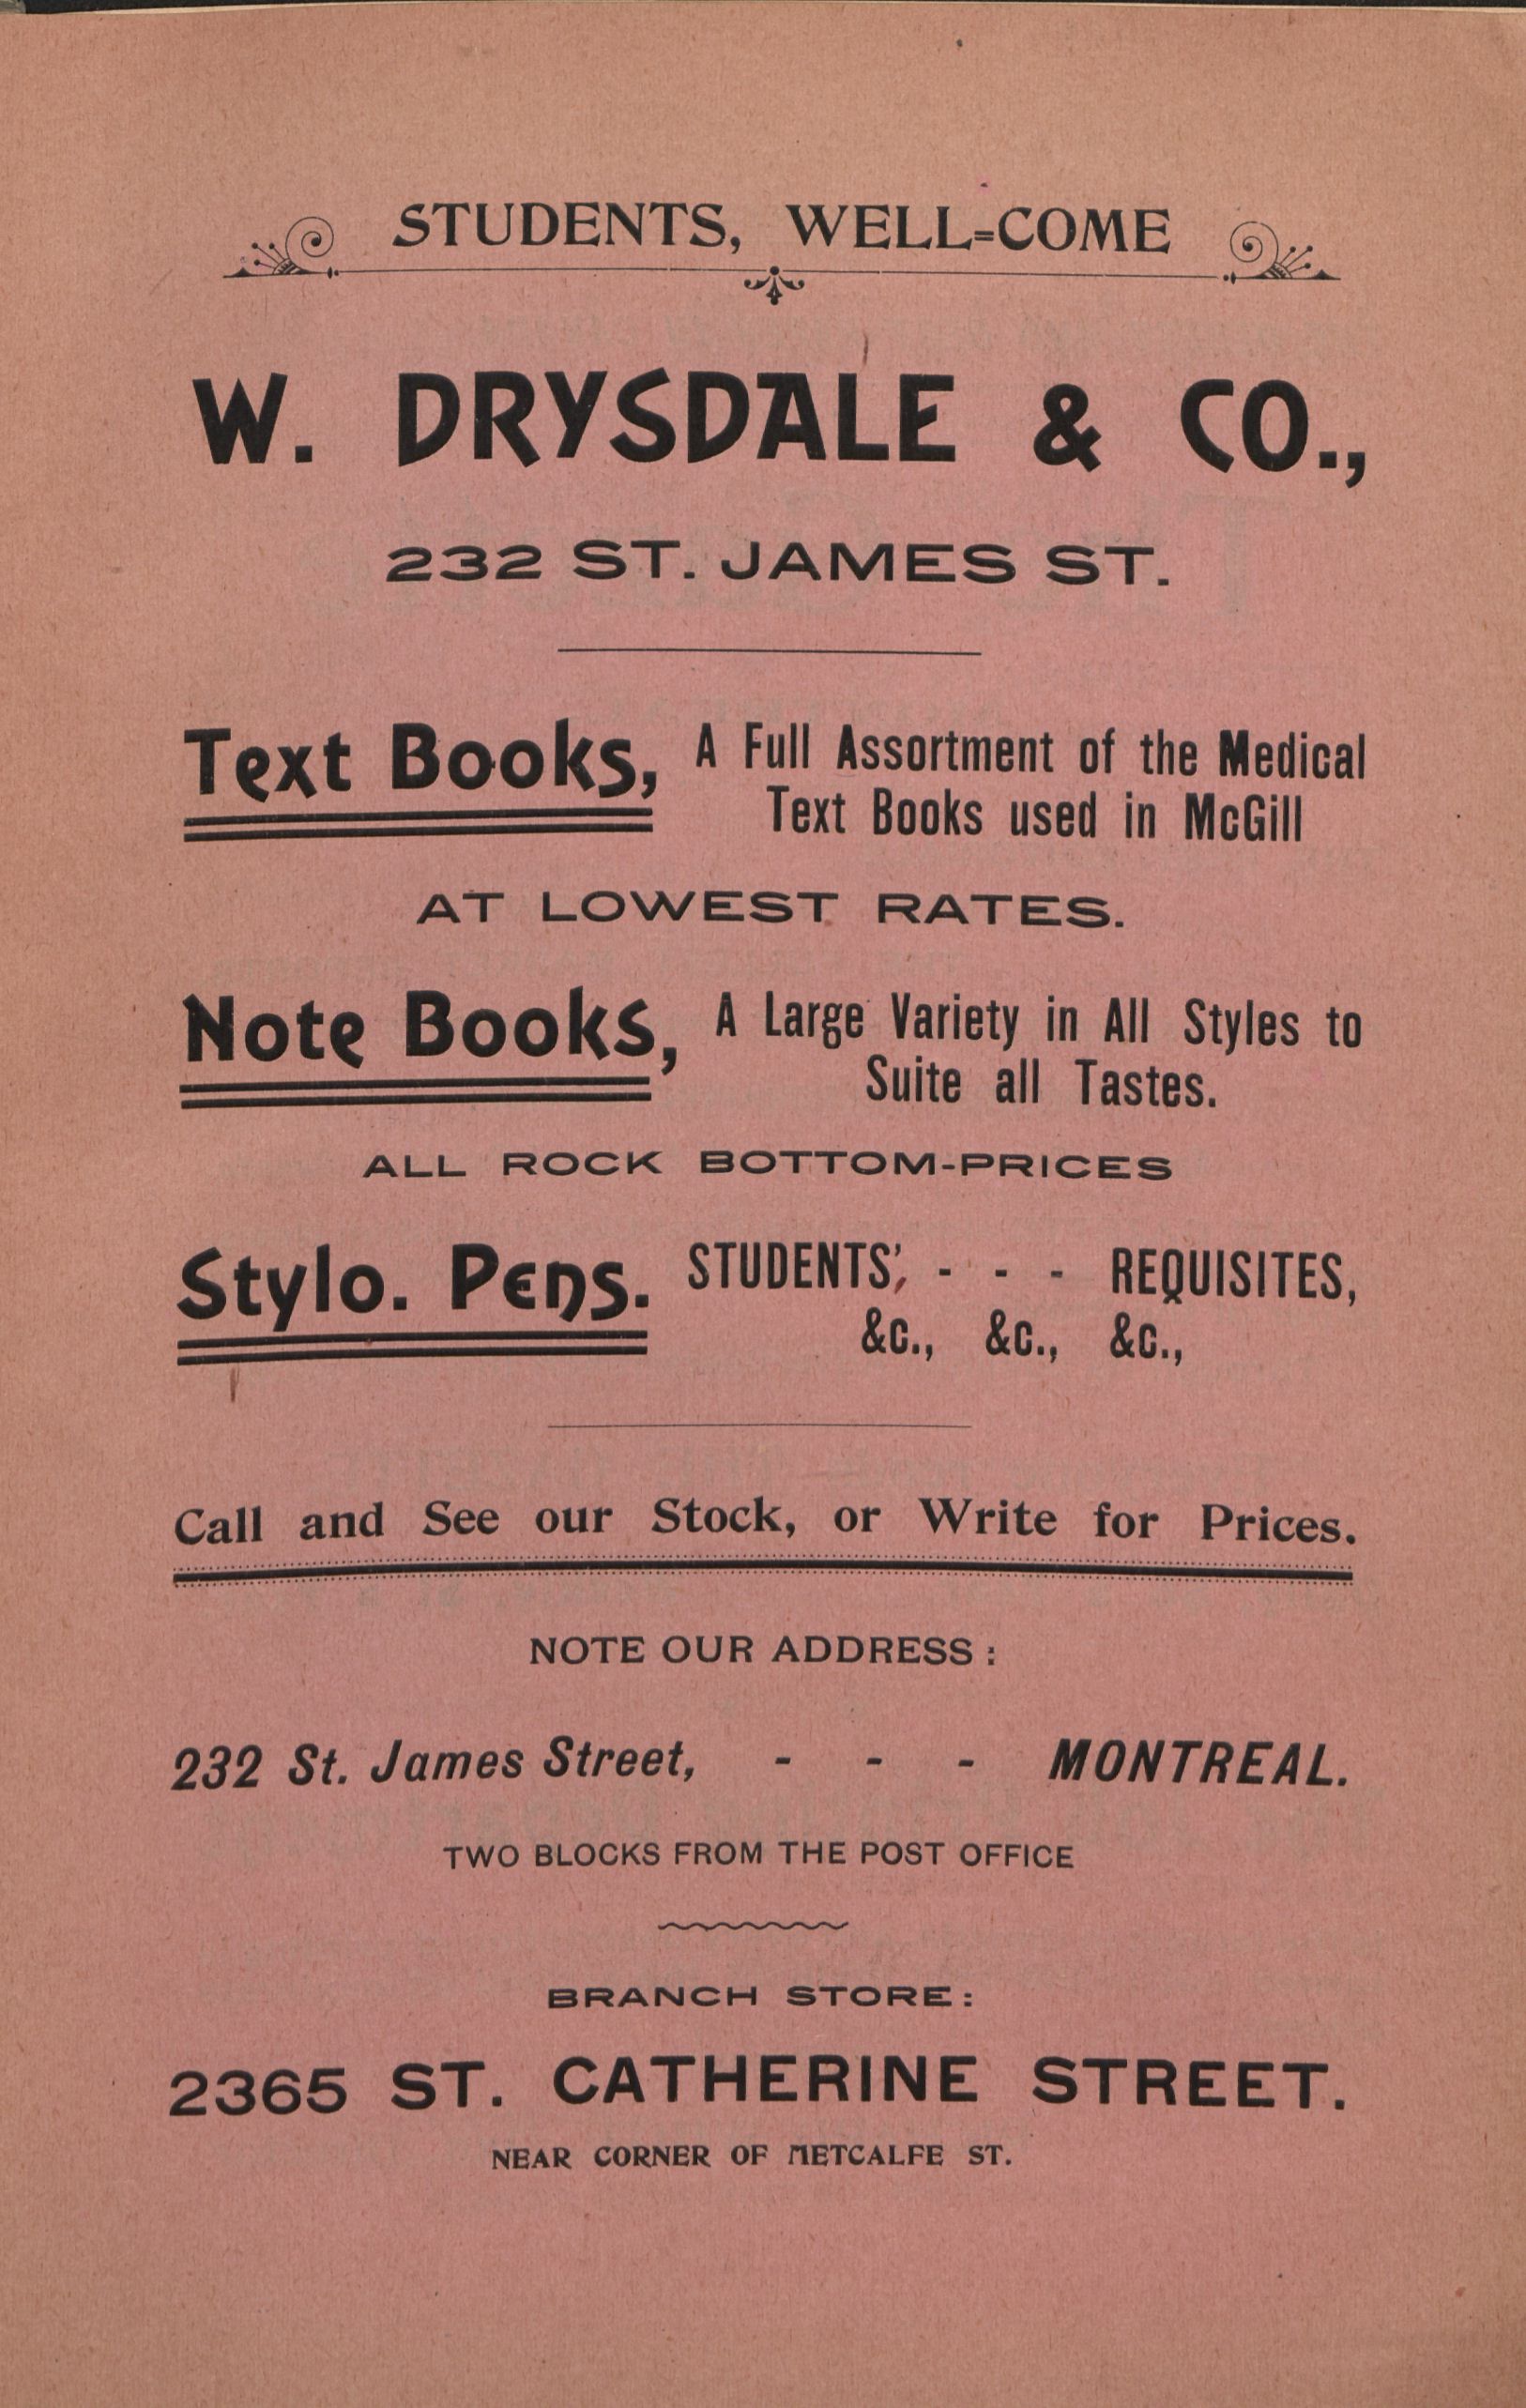 STUDENTS, WELL=COME
W. DRYSDALE & CO.,
232 ST. JAMES ST.
Text Books, A Full Assortment of the Medical
Text Books used in McGill
AT LOWEST RATES.
Note Books, A Large Variety in All Styles to
Suite all Tastes.
ALL ROCK BOTTOM-PRICES
Stylo. Pens. STUDENTS', - - - REQUISITES,
&c., &c., &c.,
Call and See our Stock, or Write for Prices.
NOTE OUR ADDRESS :
232 St. James Street, - - - MONTREAL.
TWO BLOCKS FROM THE POST OFFICE
BRANCH STORE:
2365 ST. CATHERINE STREET.
NEAR CORNER OF METCALFE ST.